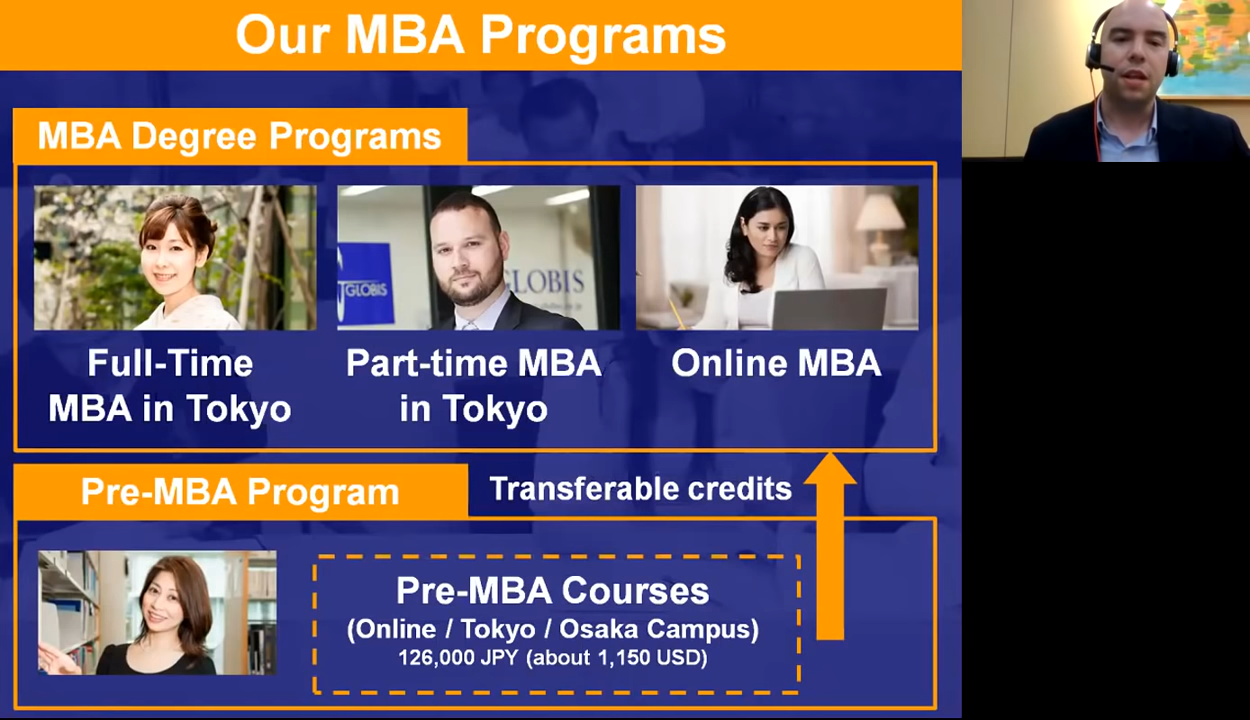 Our MBA Programs
MBA Degree Programs
GLOBIS
GLOBIS
Full-Time
MBA in Tokyo
Part-time MBA
in Tokyo
Online MBA
Pre-MBA Program
Transferable credits
Pre-MBA Courses
(Online / Tokyo / Osaka Campus)
126,000 JPY (about 1,150 USD)